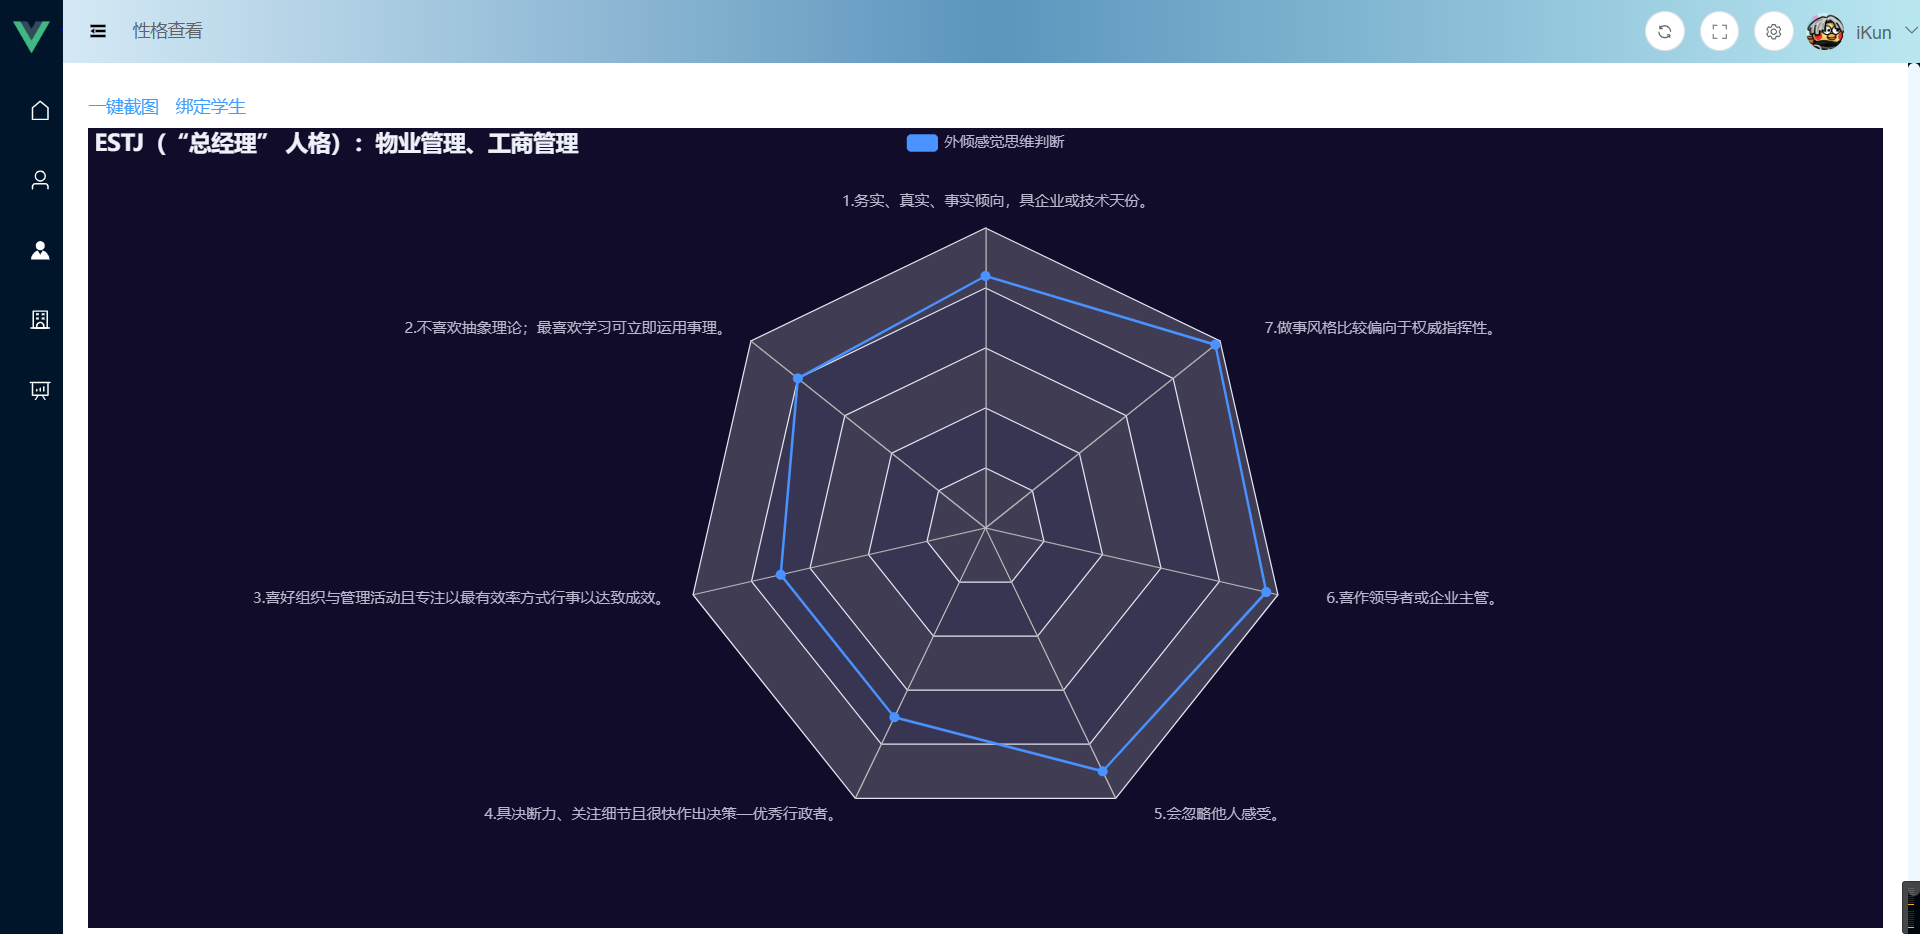 性格查看
iKun
一键截图 绑定学生
ESTJ（“总经理” 人格）：物业管理、工商管理
外倾感觉思维判断
1.务实、真实、事实倾向，具企业或技术天份。
2.不喜欢抽象理论；最喜欢学习可立即运用事理。
7.做事风格比较偏向于权威指挥性。
3.喜好组织与管理活动且专注以最有效率方式行事以达致成效。
6.喜作领导者或企业主管。
4.具决断力、关注细节且很快作出决策—优秀行政者。
5.会忽略他人感受。